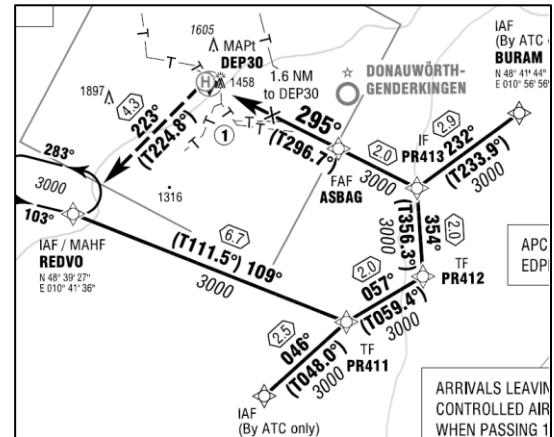 1605
MAPt
DEP30
H
1458
1.6 NM
to DEP30
DONAUWÖRTH-
GENDERKINGEN
IAF
(By ATC
BURAM
N 48° 41' 44"
E 010° 56' 56
1897
4.3
223°
(T224.8°)
T
T
T
T
1
295°
(T296.7°)
2.0
3000
FAF
ASBAG
IF
PR413
2.9
232°
(T233.9°)
3000
283°
3000
103°
1316
IAF / MAHF
REDVO
N 48° 39' 27"
E 010° 41' 36"
6.7
(T111.5°) 109°
3000
354°
2.0
(T356.3°)
3000
TF
PR412
2.0
057°
(T059.4°)
3000
TF
PR411
2.5
046°
(T048.0°)
3000
IAF
(By ATC only)
APC
EDP
ARRIVALS LEAVIN
CONTROLLED AIR
WHEN PASSING 1